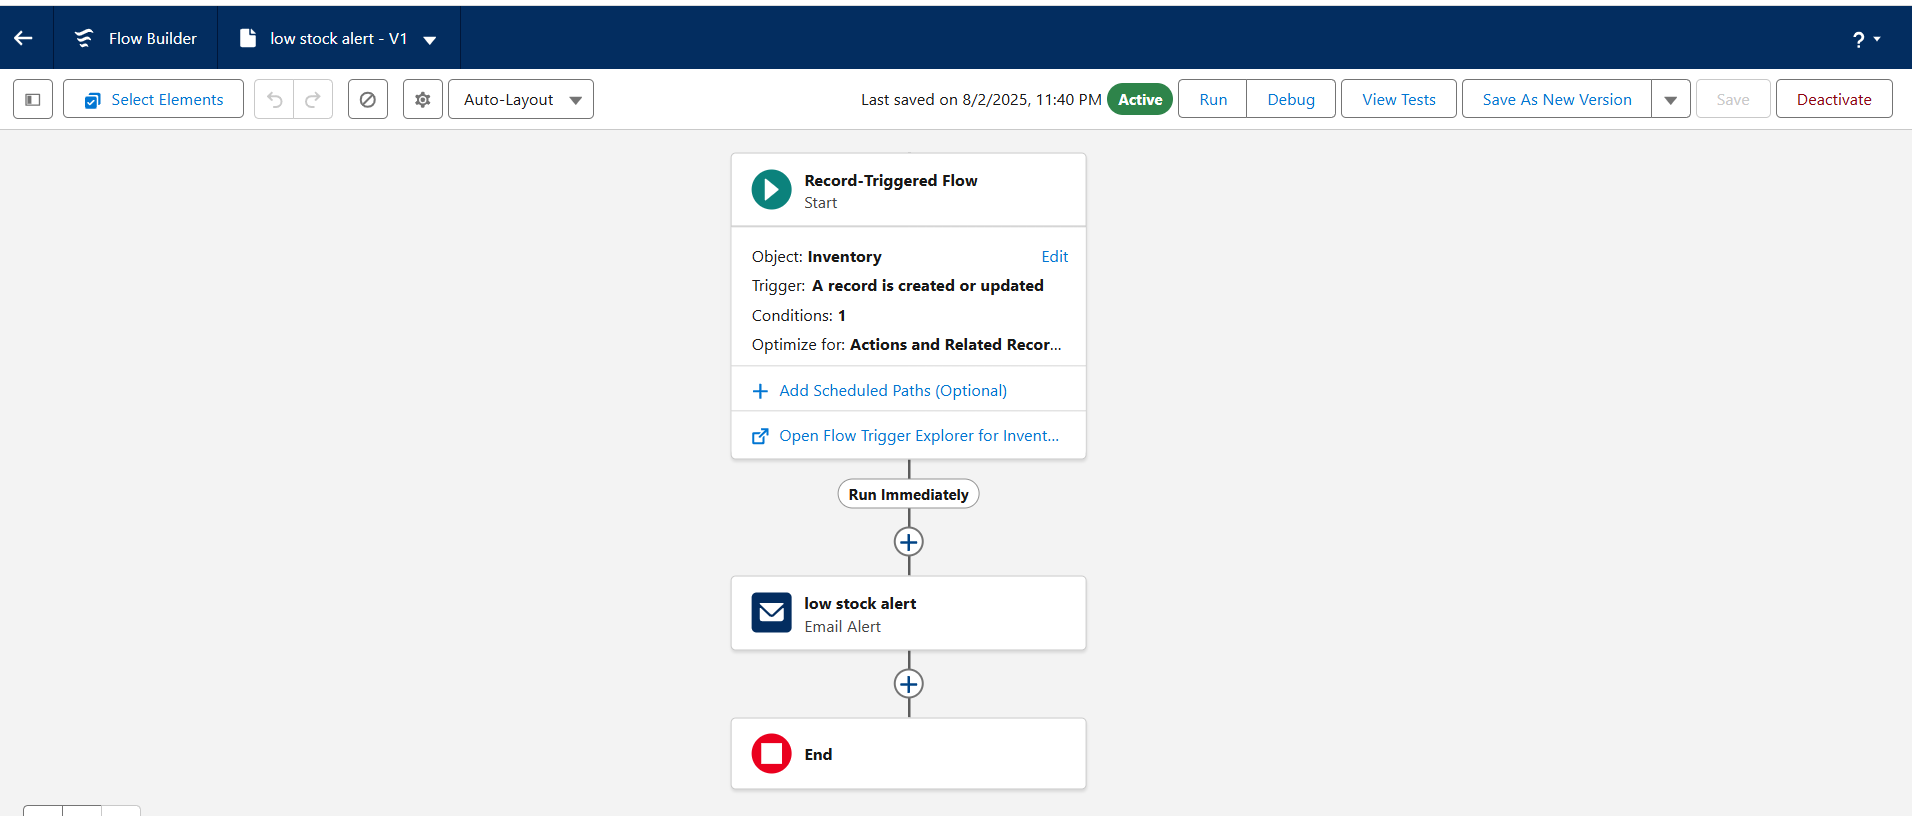 Flow Builder
low stock alert - V1
?
Select Elements
Auto-Layout
Last saved on 8/2/2025, 11:40 PM
Active
Run
Debug
View Tests
Save As New Version
Save
Deactivate
Record-Triggered Flow
Start
Object: Inventory
Edit
Trigger: A record is created or updated
Conditions: 1
Optimize for: Actions and Related Recor...
Add Scheduled Paths (Optional)
Open Flow Trigger Explorer for Invent...
Run Immediately
low stock alert
Email Alert
End